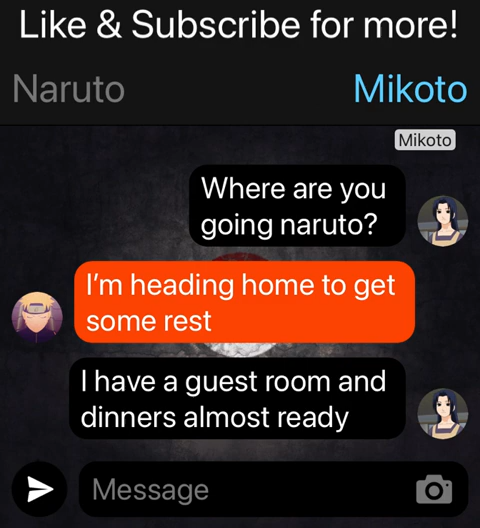 Like & Subscribe for more!
Naruto
Mikoto
Mikoto
Where are you
going naruto?
I'm heading home to get
some rest
I have a guest room and
dinners almost ready
Message